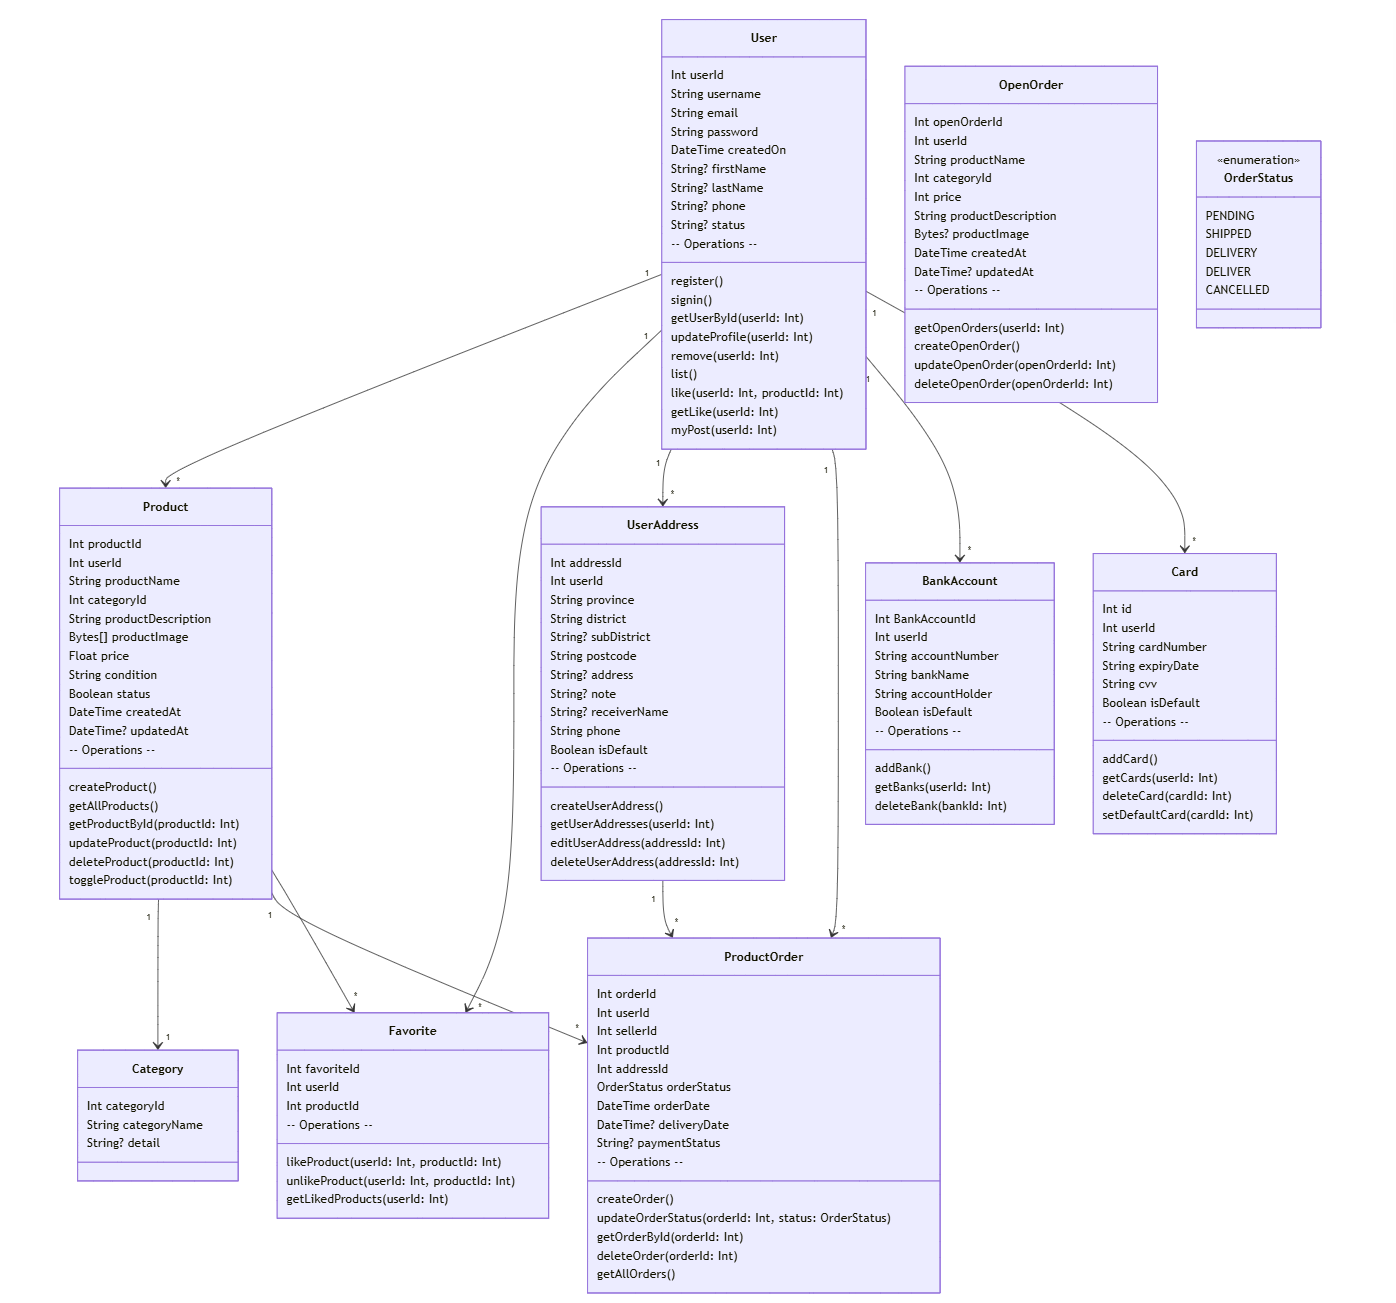 User
Int userId
String username
String email
String password
DateTime createdOn
String? firstName
String? lastName
String? phone
String? status
-- Operations --
register()
signin()
getUserById(userId: Int)
updateProfile(userId: Int)
remove(userId: Int)
list()
like(userId: Int, productId: Int)
getLike(userId: Int)
myPost(userId: Int)
OpenOrder
Int openOrderId
Int userId
String productName
Int categoryId
Int price
String productDescription
Bytes? productImage
DateTime createdAt
DateTime? updatedAt
-- Operations --
getOpenOrders(userId: Int)
createOpenOrder()
updateOpenOrder(openOrderId: Int)
deleteOpenOrder(openOrderId: Int)
«enumeration»
OrderStatus
PENDING
SHIPPED
DELIVERY
DELIVER
CANCELLED
1
1
1
1
1
1
*
*
*
*
Product
Int productId
Int userId
String productName
Int categoryId
String productDescription
Bytes[] productImage
Float price
String condition
Boolean status
DateTime createdAt
DateTime? updatedAt
-- Operations --
createProduct()
getAllProducts()
getProductById(productId: Int)
updateProduct(productId: Int)
deleteProduct(productId: Int)
toggleProduct(productId: Int)
UserAddress
Int addressId
Int userId
String province
String district
String? subDistrict
String postcode
String? address
String? note
String? receiverName
String phone
Boolean isDefault
-- Operations --
createUserAddress()
getUserAddresses(userId: Int)
editUserAddress(addressId: Int)
deleteUserAddress(addressId: Int)
BankAccount
Int BankAccountId
Int userId
String accountNumber
String bankName
String accountHolder
Boolean isDefault
-- Operations --
addBank()
getBanks(userId: Int)
deleteBank(bankId: Int)
Card
Int id
Int userId
String cardNumber
String expiryDate
String cvv
Boolean isDefault
-- Operations --
addCard()
getCards(userId: Int)
deleteCard(cardId: Int)
setDefaultCard(cardId: Int)
1
1
1
*
*
*
*
*
1
Category
Int categoryId
String categoryName
String? detail
Favorite
Int favoriteId
Int userId
Int productId
-- Operations --
likeProduct(userId: Int, productId: Int)
unlikeProduct(userId: Int, productId: Int)
getLikedProducts(userId: Int)
ProductOrder
Int orderId
Int userId
Int sellerId
Int productId
Int addressId
OrderStatus orderStatus
DateTime orderDate
DateTime? deliveryDate
String? paymentStatus
-- Operations --
createOrder()
updateOrderStatus(orderId: Int, status: OrderStatus)
getOrderById(orderId: Int)
deleteOrder(orderId: Int)
getAllOrders()